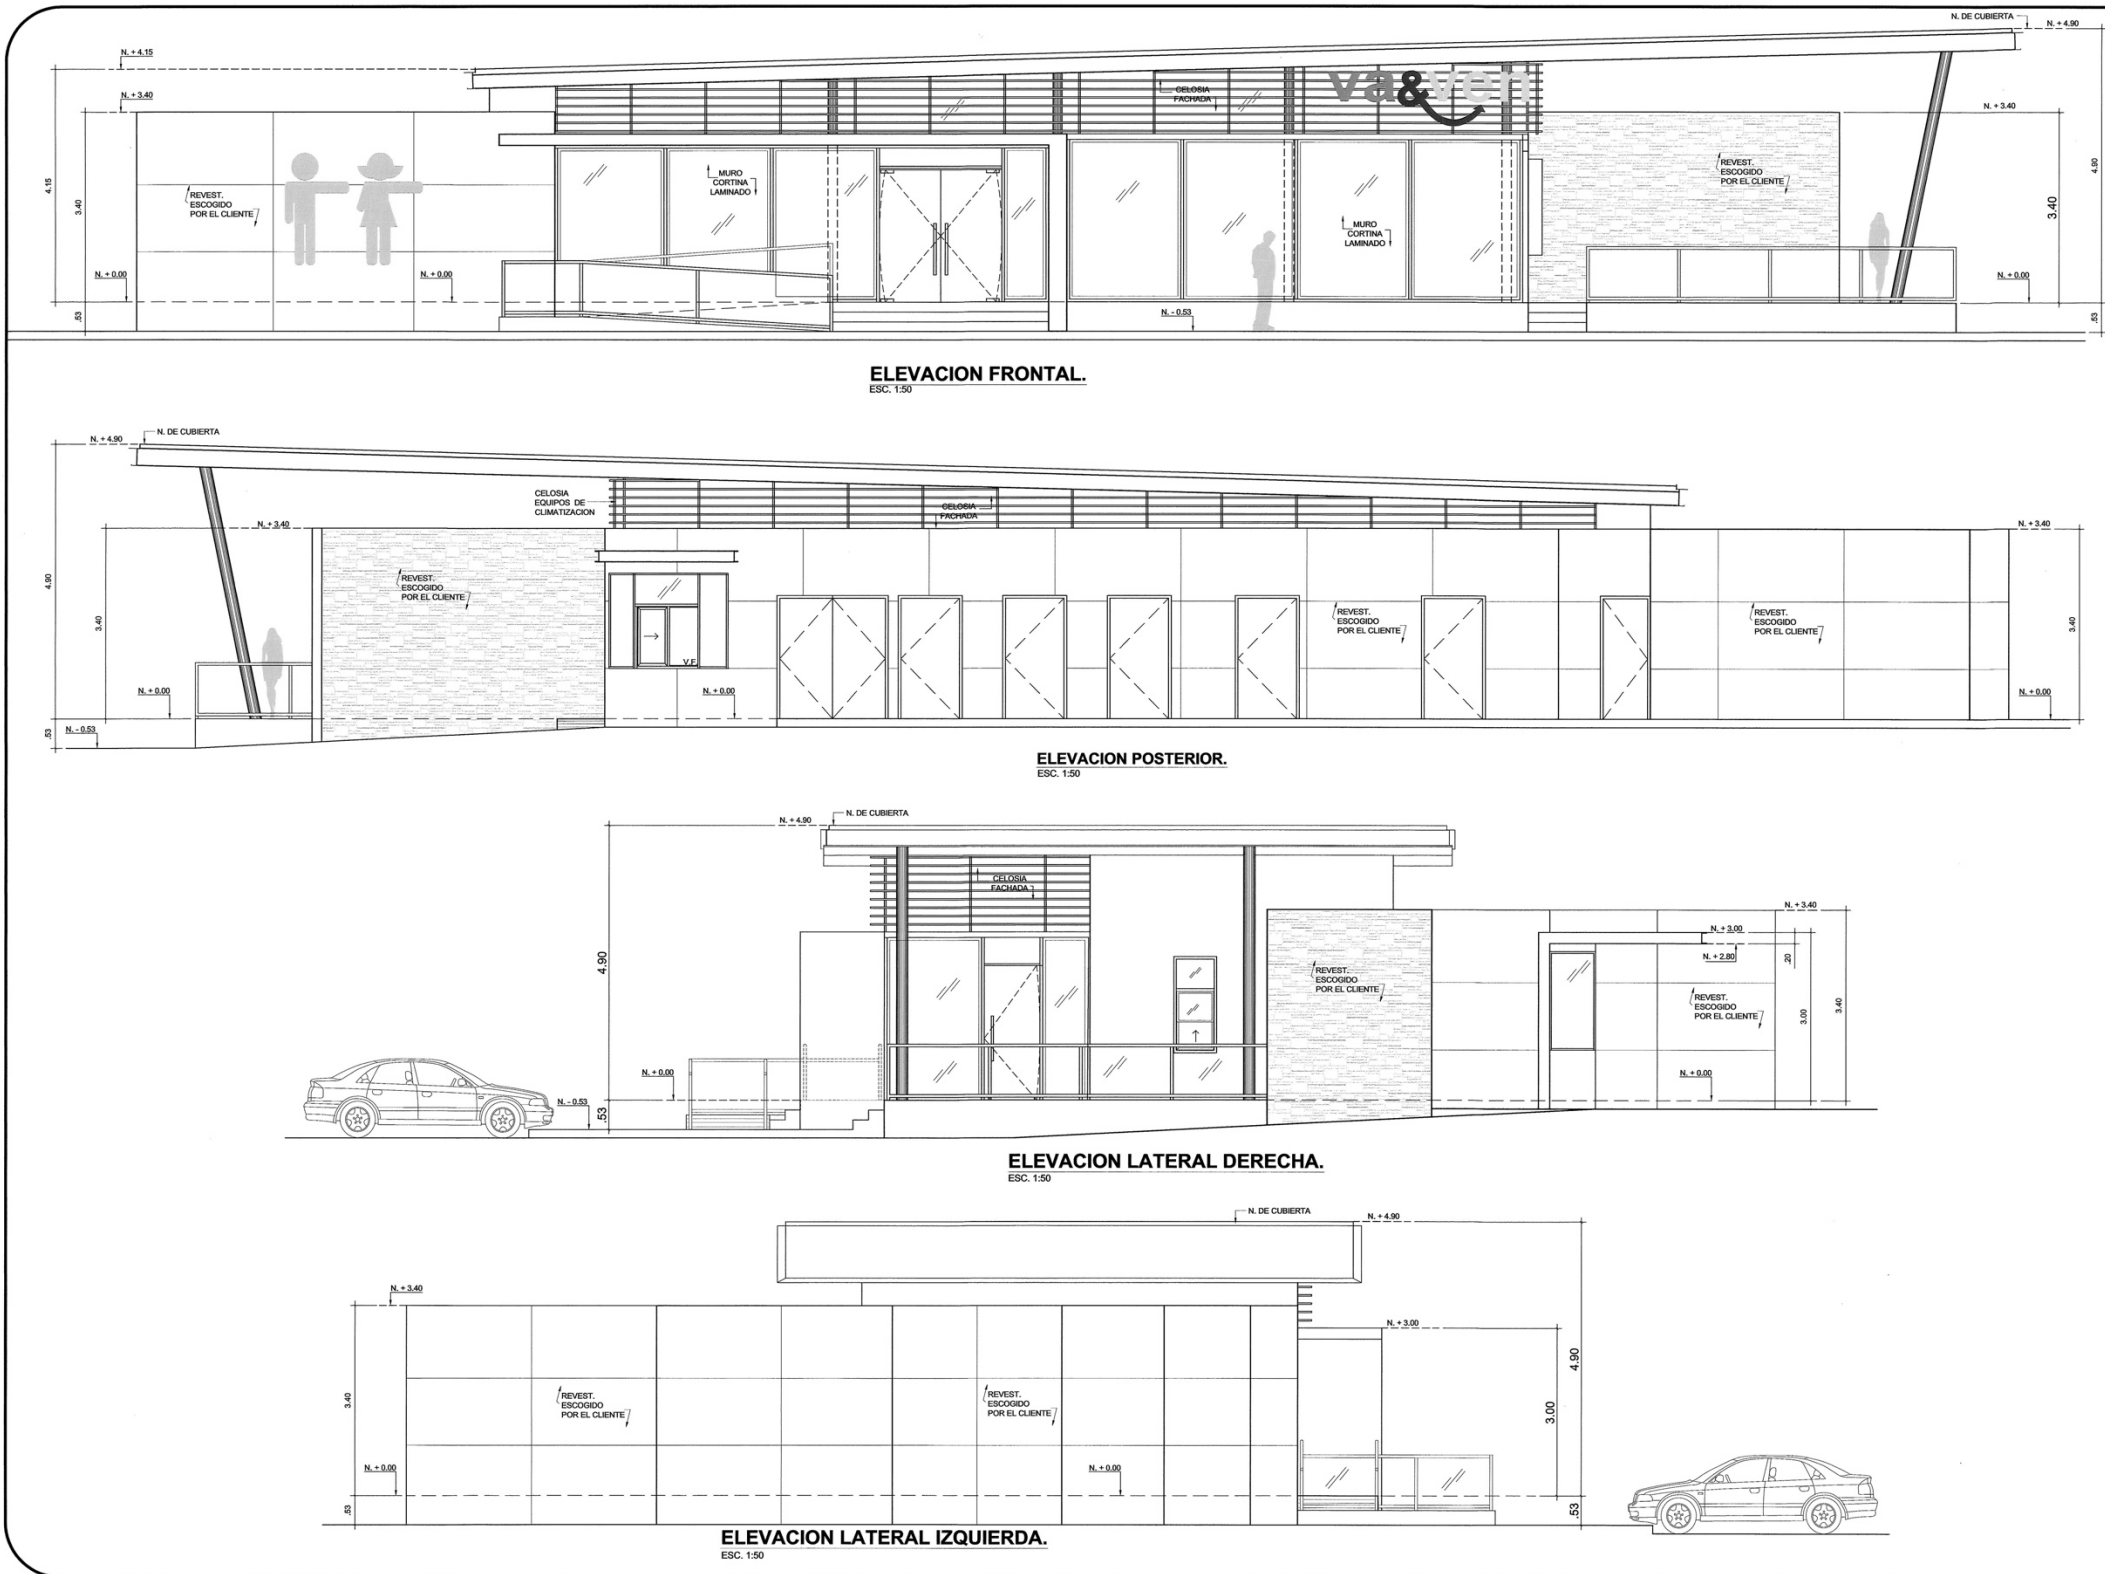 N. DE CUBIERTA
N. + 4.90
N. + 4.15
va&ven
CELOSIA
FACHADA
N. + 3.40
N. + 3.40
REVEST.
ESCOGIDO
POR EL CLIENTE
MURO
CORTINA
LAMINADO
REVEST.
ESCOGIDO
POR EL CLIENTE
4.15
3.40
4.90
3.40
MURO
CORTINA
LAMINADO
N. + 0.00
N. + 0.00
N. + 0.00
N. - 0.53
.53
.53
ELEVACION FRONTAL.
ESC. 1:50
N. DE CUBIERTA
N. + 4.90
CELOSIA
EQUIPOS DE
CLIMATIZACION
CELOSIA
FACHADA
N. + 3.40
N. + 3.40
REVEST.
ESCOGIDO
POR EL CLIENTE
REVEST.
ESCOGIDO
POR EL CLIENTE
REVEST.
ESCOGIDO
POR EL CLIENTE
4.90
3.40
3.40
V.F.
N. + 0.00
N. + 0.00
N. + 0.00
N. - 0.53
.53
ELEVACION POSTERIOR.
ESC. 1:50
N. DE CUBIERTA
N. + 4.90
CELOSIA
FACHADA
N. + 3.40
N. + 3.00
N. + 2.80
.20
4.90
REVEST.
ESCOGIDO
POR EL CLIENTE
REVEST.
ESCOGIDO
POR EL CLIENTE
3.00
3.40
N. + 0.00
N. + 0.00
N. - 0.53
.53
ELEVACION LATERAL DERECHA.
ESC. 1:50
N. DE CUBIERTA
N. + 4.90
N. + 3.40
N. + 3.00
REVEST.
ESCOGIDO
POR EL CLIENTE
REVEST.
ESCOGIDO
POR EL CLIENTE
3.40
4.90
3.00
N. + 0.00
N. + 0.00
.53
.53
ELEVACION LATERAL IZQUIERDA.
ESC. 1:50